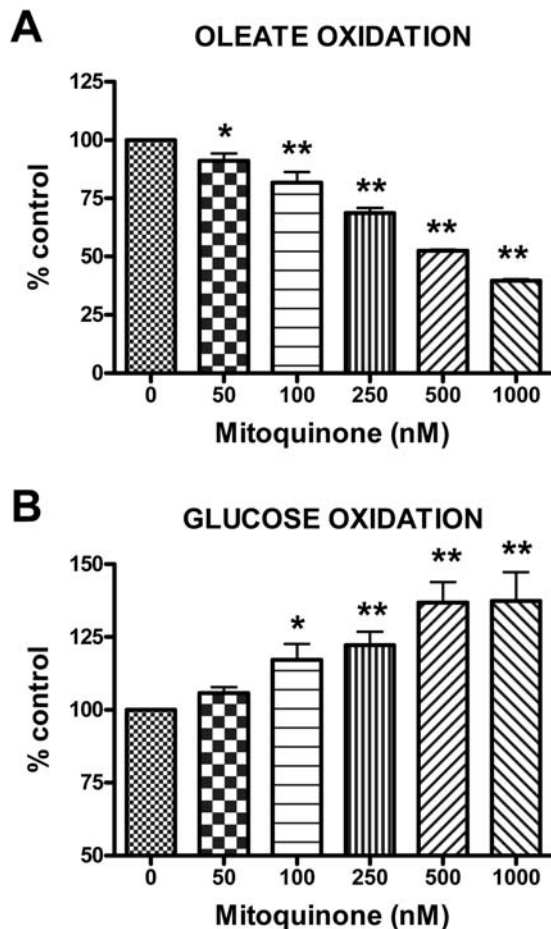 A
OLEATE OXIDATION
125
100
75
50
25
0
% control
*
**
**
**
**
0 50 100 250 500 1000
Mitoquinone (nM)
B
GLUCOSE OXIDATION
150
125
100
75
50
% control
*
**
**
**
0 50 100 250 500 1000
Mitoquinone (nM)